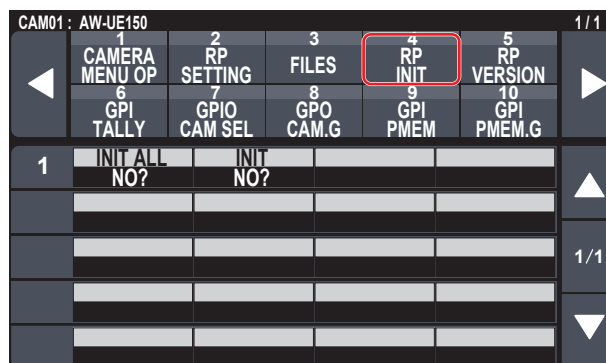 CAM01 : AW-UE150 1 / 1
1 2 3 4 5
CAMERA MENU OP RP SETTING FILES RP INIT RP VERSION
6 7 8 9 10
GPI TALLY GPIO CAM SEL GPO CAM.G GPI PMEM GPI PMEM.G
1 INIT ALL INIT
NO? NO?
1/1